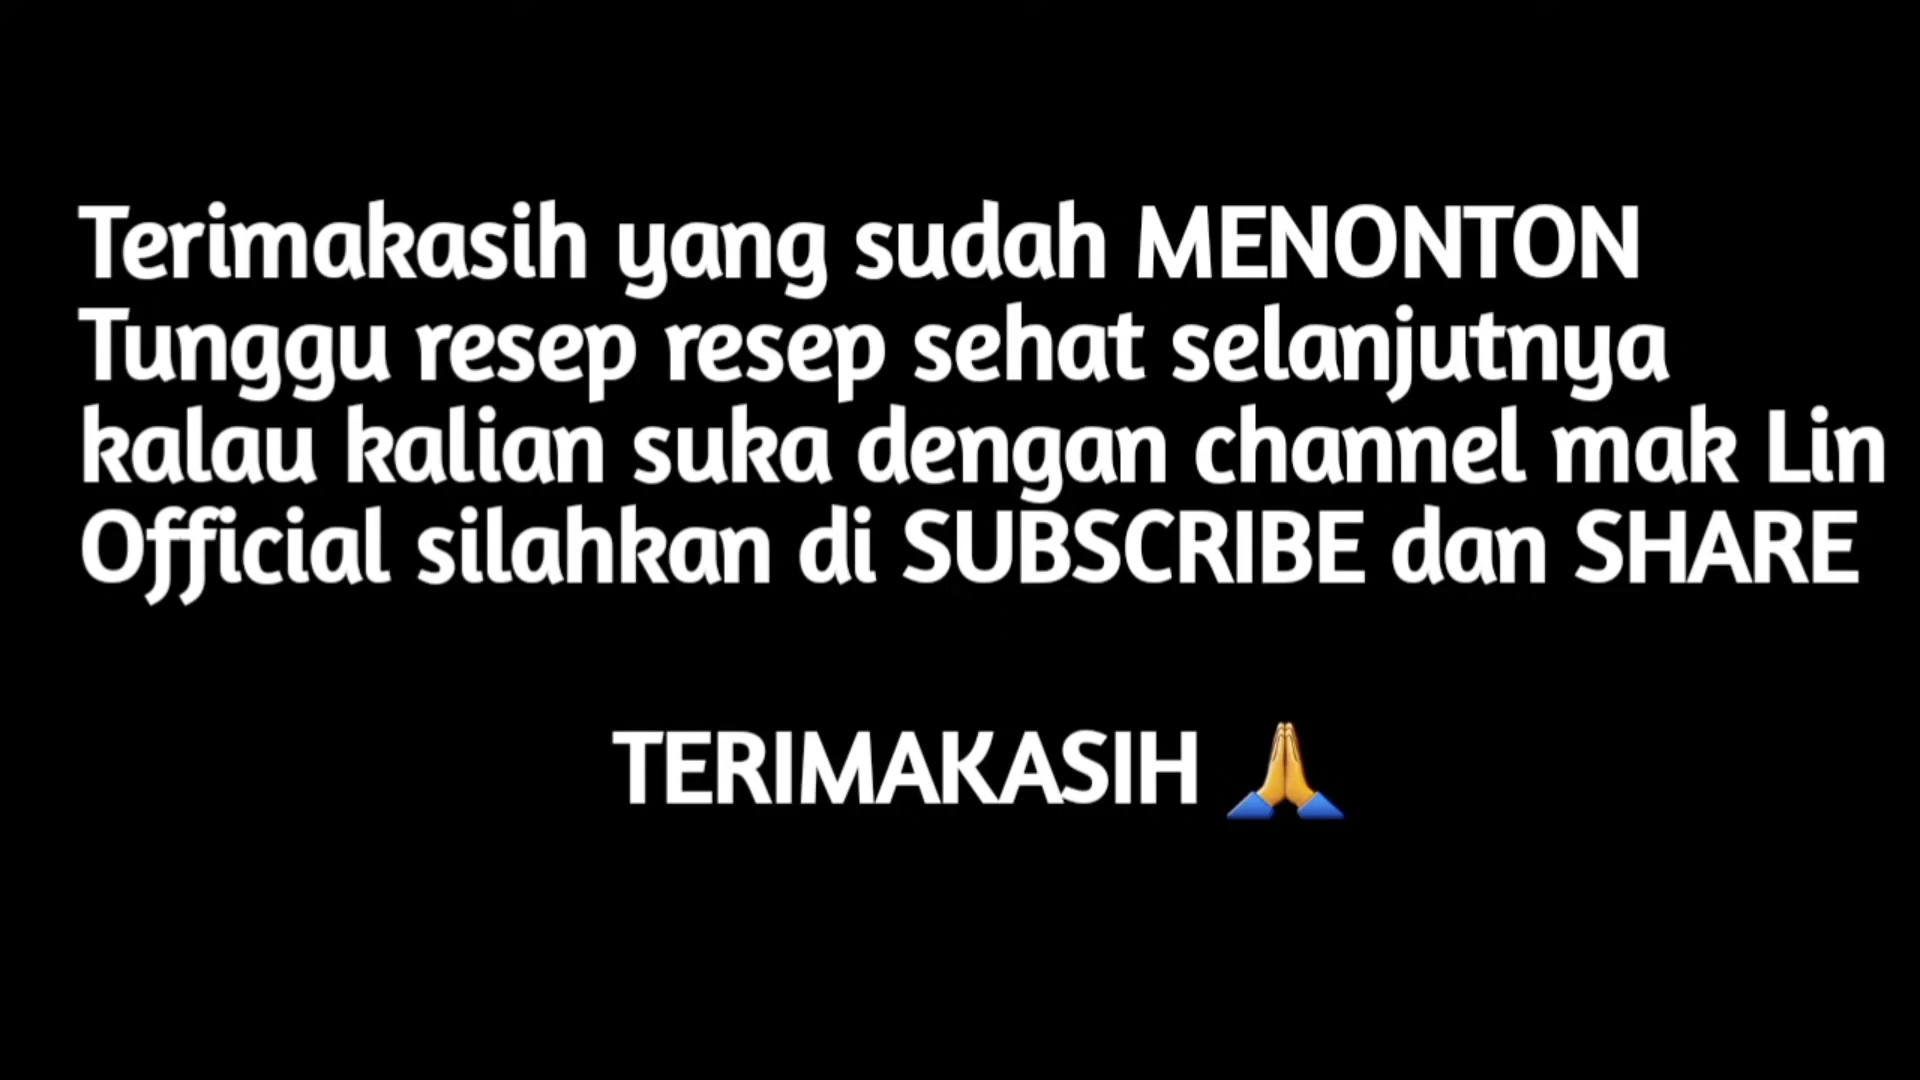 Terimakasih yang sudah MENONTON
Tunggu resep resep sehat selanjutnya
kalau kalian suka dengan channel mak Lin
Official silahkan di SUBSCRIBE dan SHARE
TERIMAKASIH 🙏